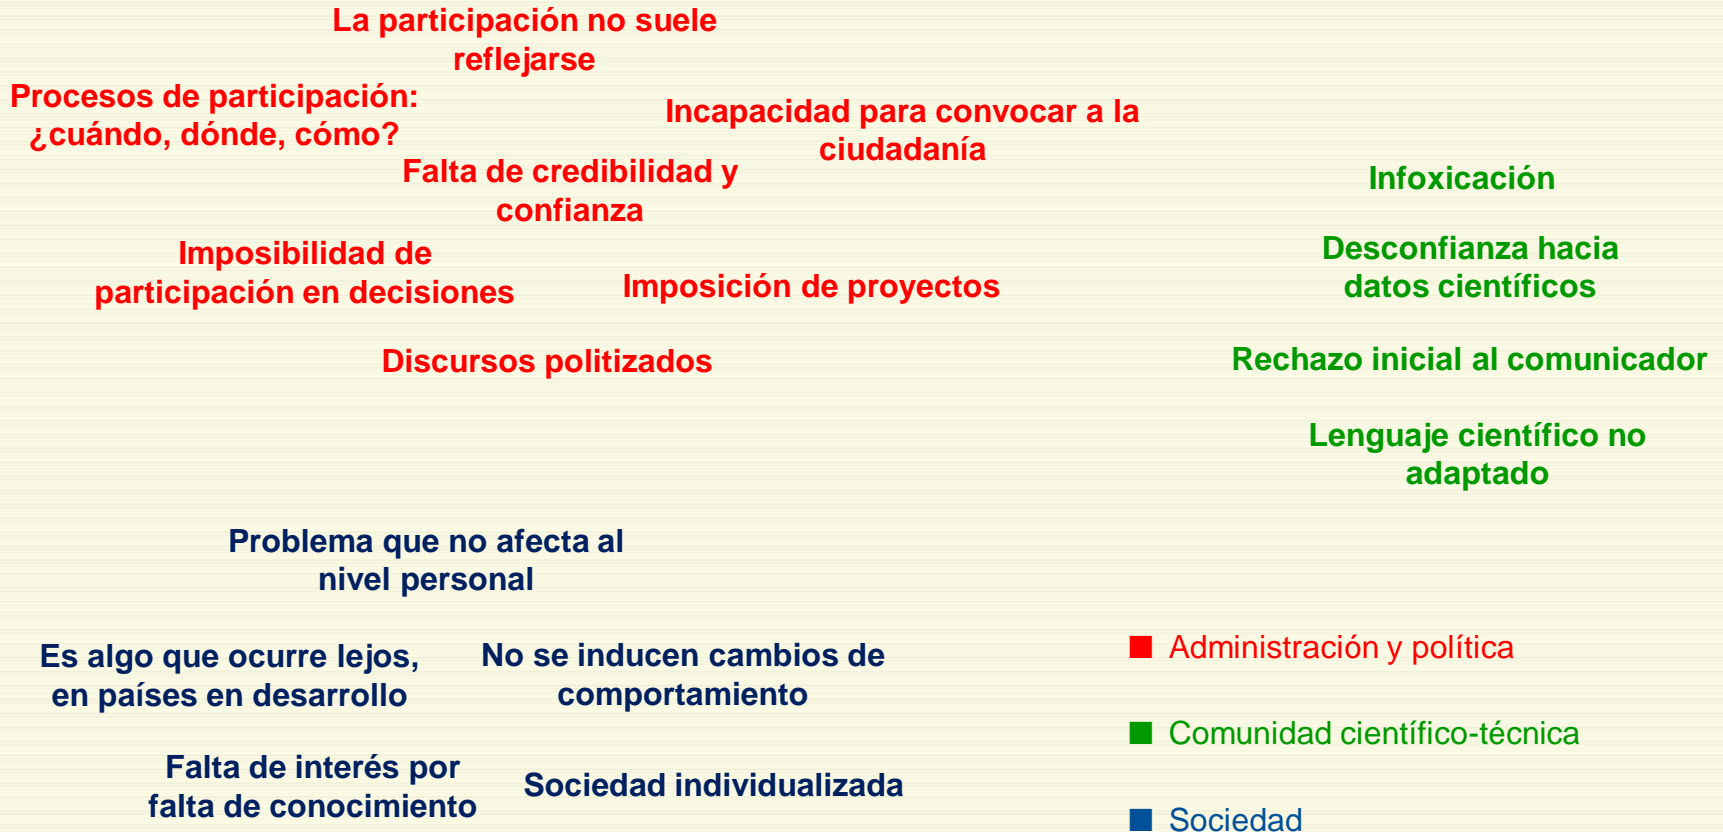 La participación no suele
reflejarse
Procesos de participación:
¿cuándo, dónde, cómo?
Incapacidad para convocar a la
ciudadanía
Falta de credibilidad y
confianza
Imposibilidad de
participación en decisiones
Imposición de proyectos
Discursos politizados
Infoxicación
Desconfianza hacia
datos científicos
Rechazo inicial al comunicador
Lenguaje científico no
adaptado
Problema que no afecta al
nivel personal
Es algo que ocurre lejos,
en países en desarrollo
No se inducen cambios de
comportamiento
Falta de interés por
falta de conocimiento
Sociedad individualizada
Administración y política
Comunidad científico-técnica
Sociedad